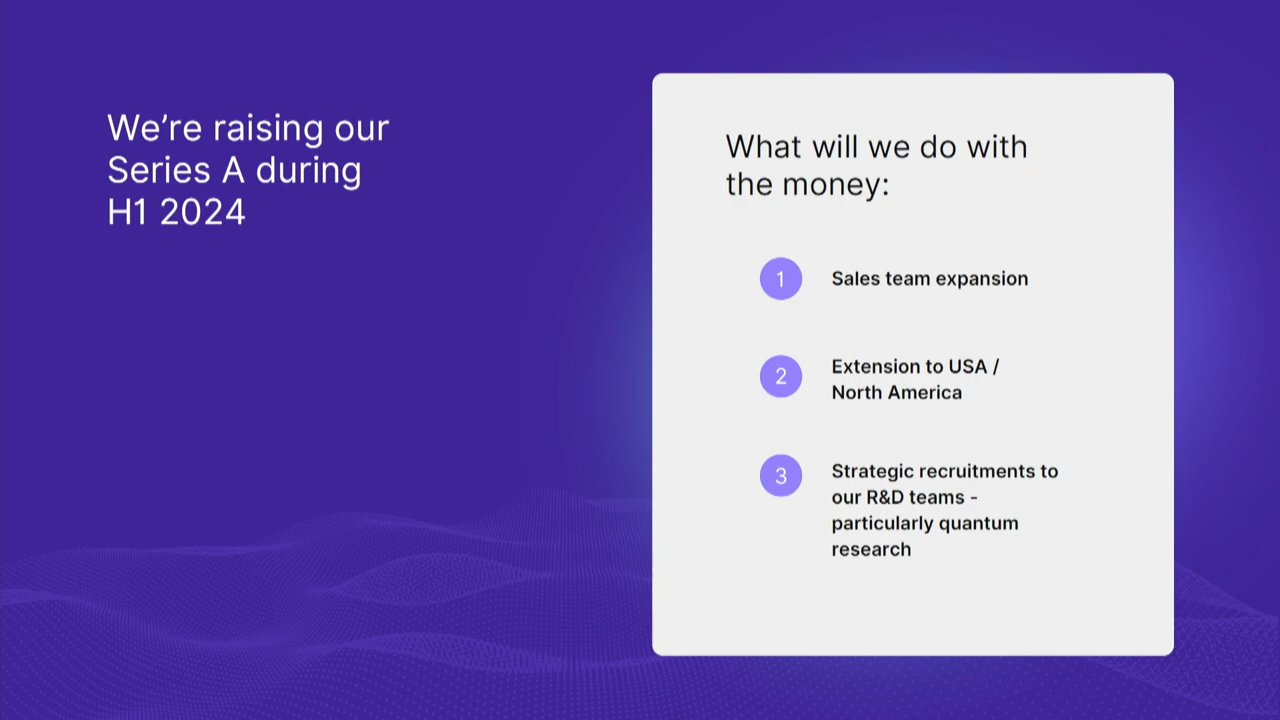 We’re raising our
Series A during
H1 2024
What will we do with
the money:
1
Sales team expansion
2
Extension to USA /
North America
3
Strategic recruitments to
our R&D teams -
particularly quantum
research